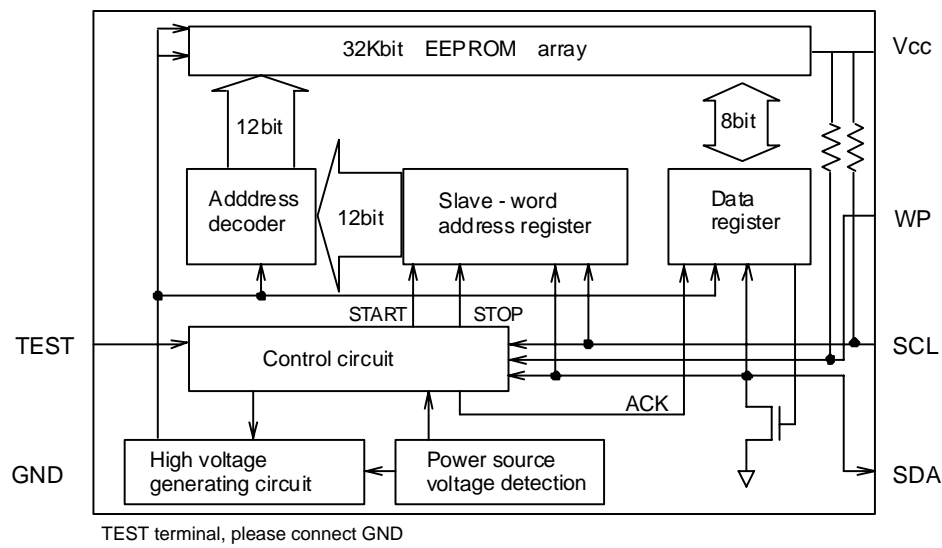 32Kbit EEPROM array
Vcc
12bit
8bit
Adddress
decoder
12bit
Slave - word
address register
Data
register
WP
START
STOP
TEST
Control circuit
SCL
ACK
GND
High voltage
generating circuit
Power source
voltage detection
SDA
TEST terminal, please connect GND